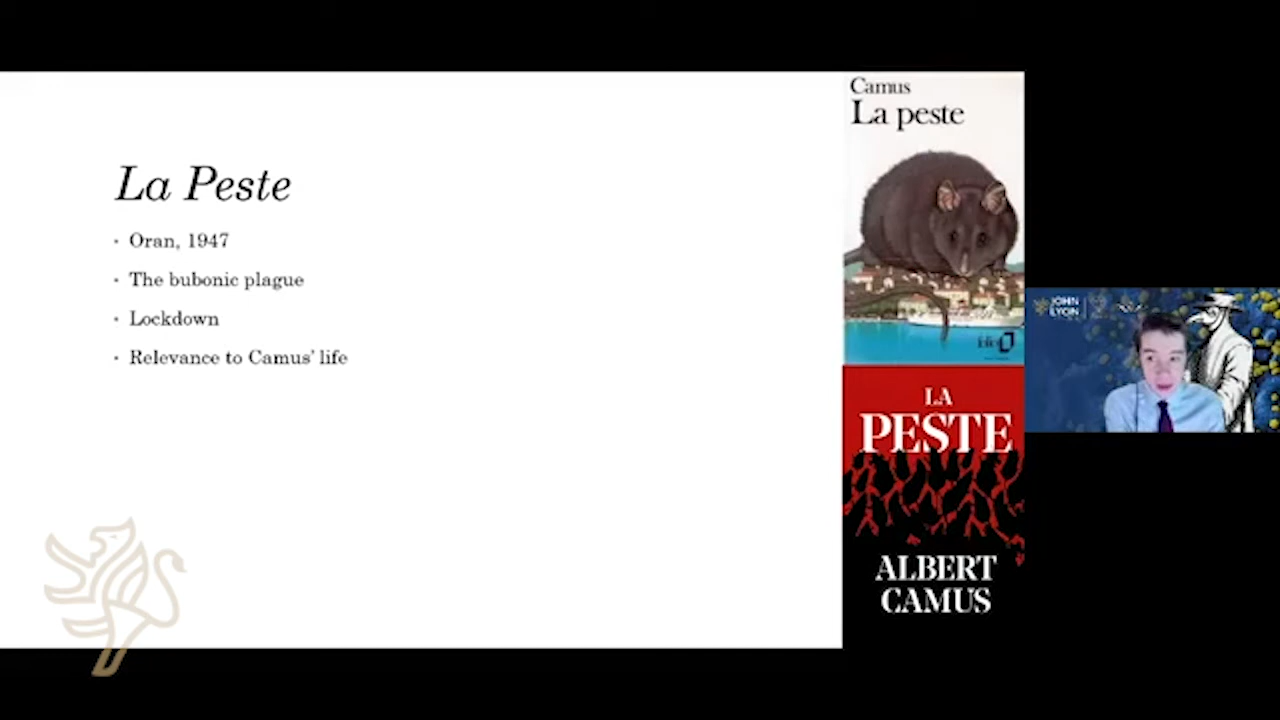 La Peste
• Oran, 1947
• The bubonic plague
• Lockdown
• Relevance to Camus' life
Camus
La peste
folio
LA
PESTE
ALBERT
CAMUS
JOHN
LYON